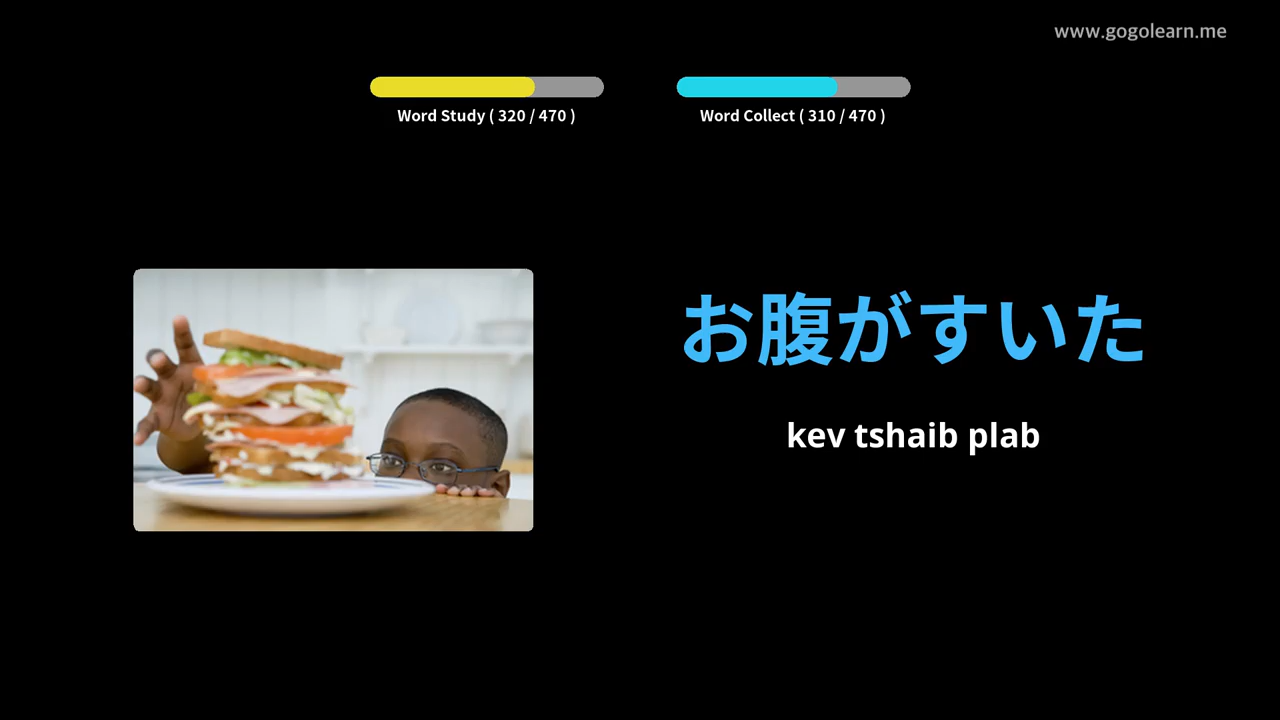 www.gogolearn.me
Word Study ( 320 / 470 )
Word Collect ( 310 / 470 )
お腹がすいた
kev tshaib plab